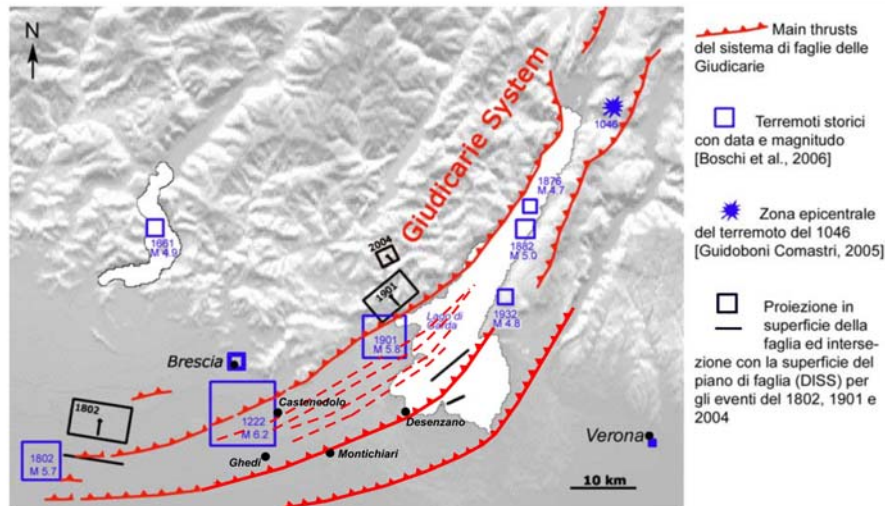 N
Giudicarie System
1046
1876
M 4.7
1882
M 5.0
2004
1901
1661
M 4.9
1932
M 4.8
Lago di
Garda
1901
M 5.8
Brescia
1802
1222
M 6.2
Castenedolo
Desenzano
Verona
1802
M 5.7
Ghedi
Montichiari
10 km
Main thrusts
del sistema di faglie delle
Giudicarie
Terremoti storici
con data e magnitudo
[Boschi et al., 2006]
Zona epicentrale
del terremoto del 1046
[Guidoboni Comastri, 2005]
Proiezione in
superficie della
faglia ed interse-
zione con la superficie del
piano di faglia (DISS) per
gli eventi del 1802, 1901 e
2004